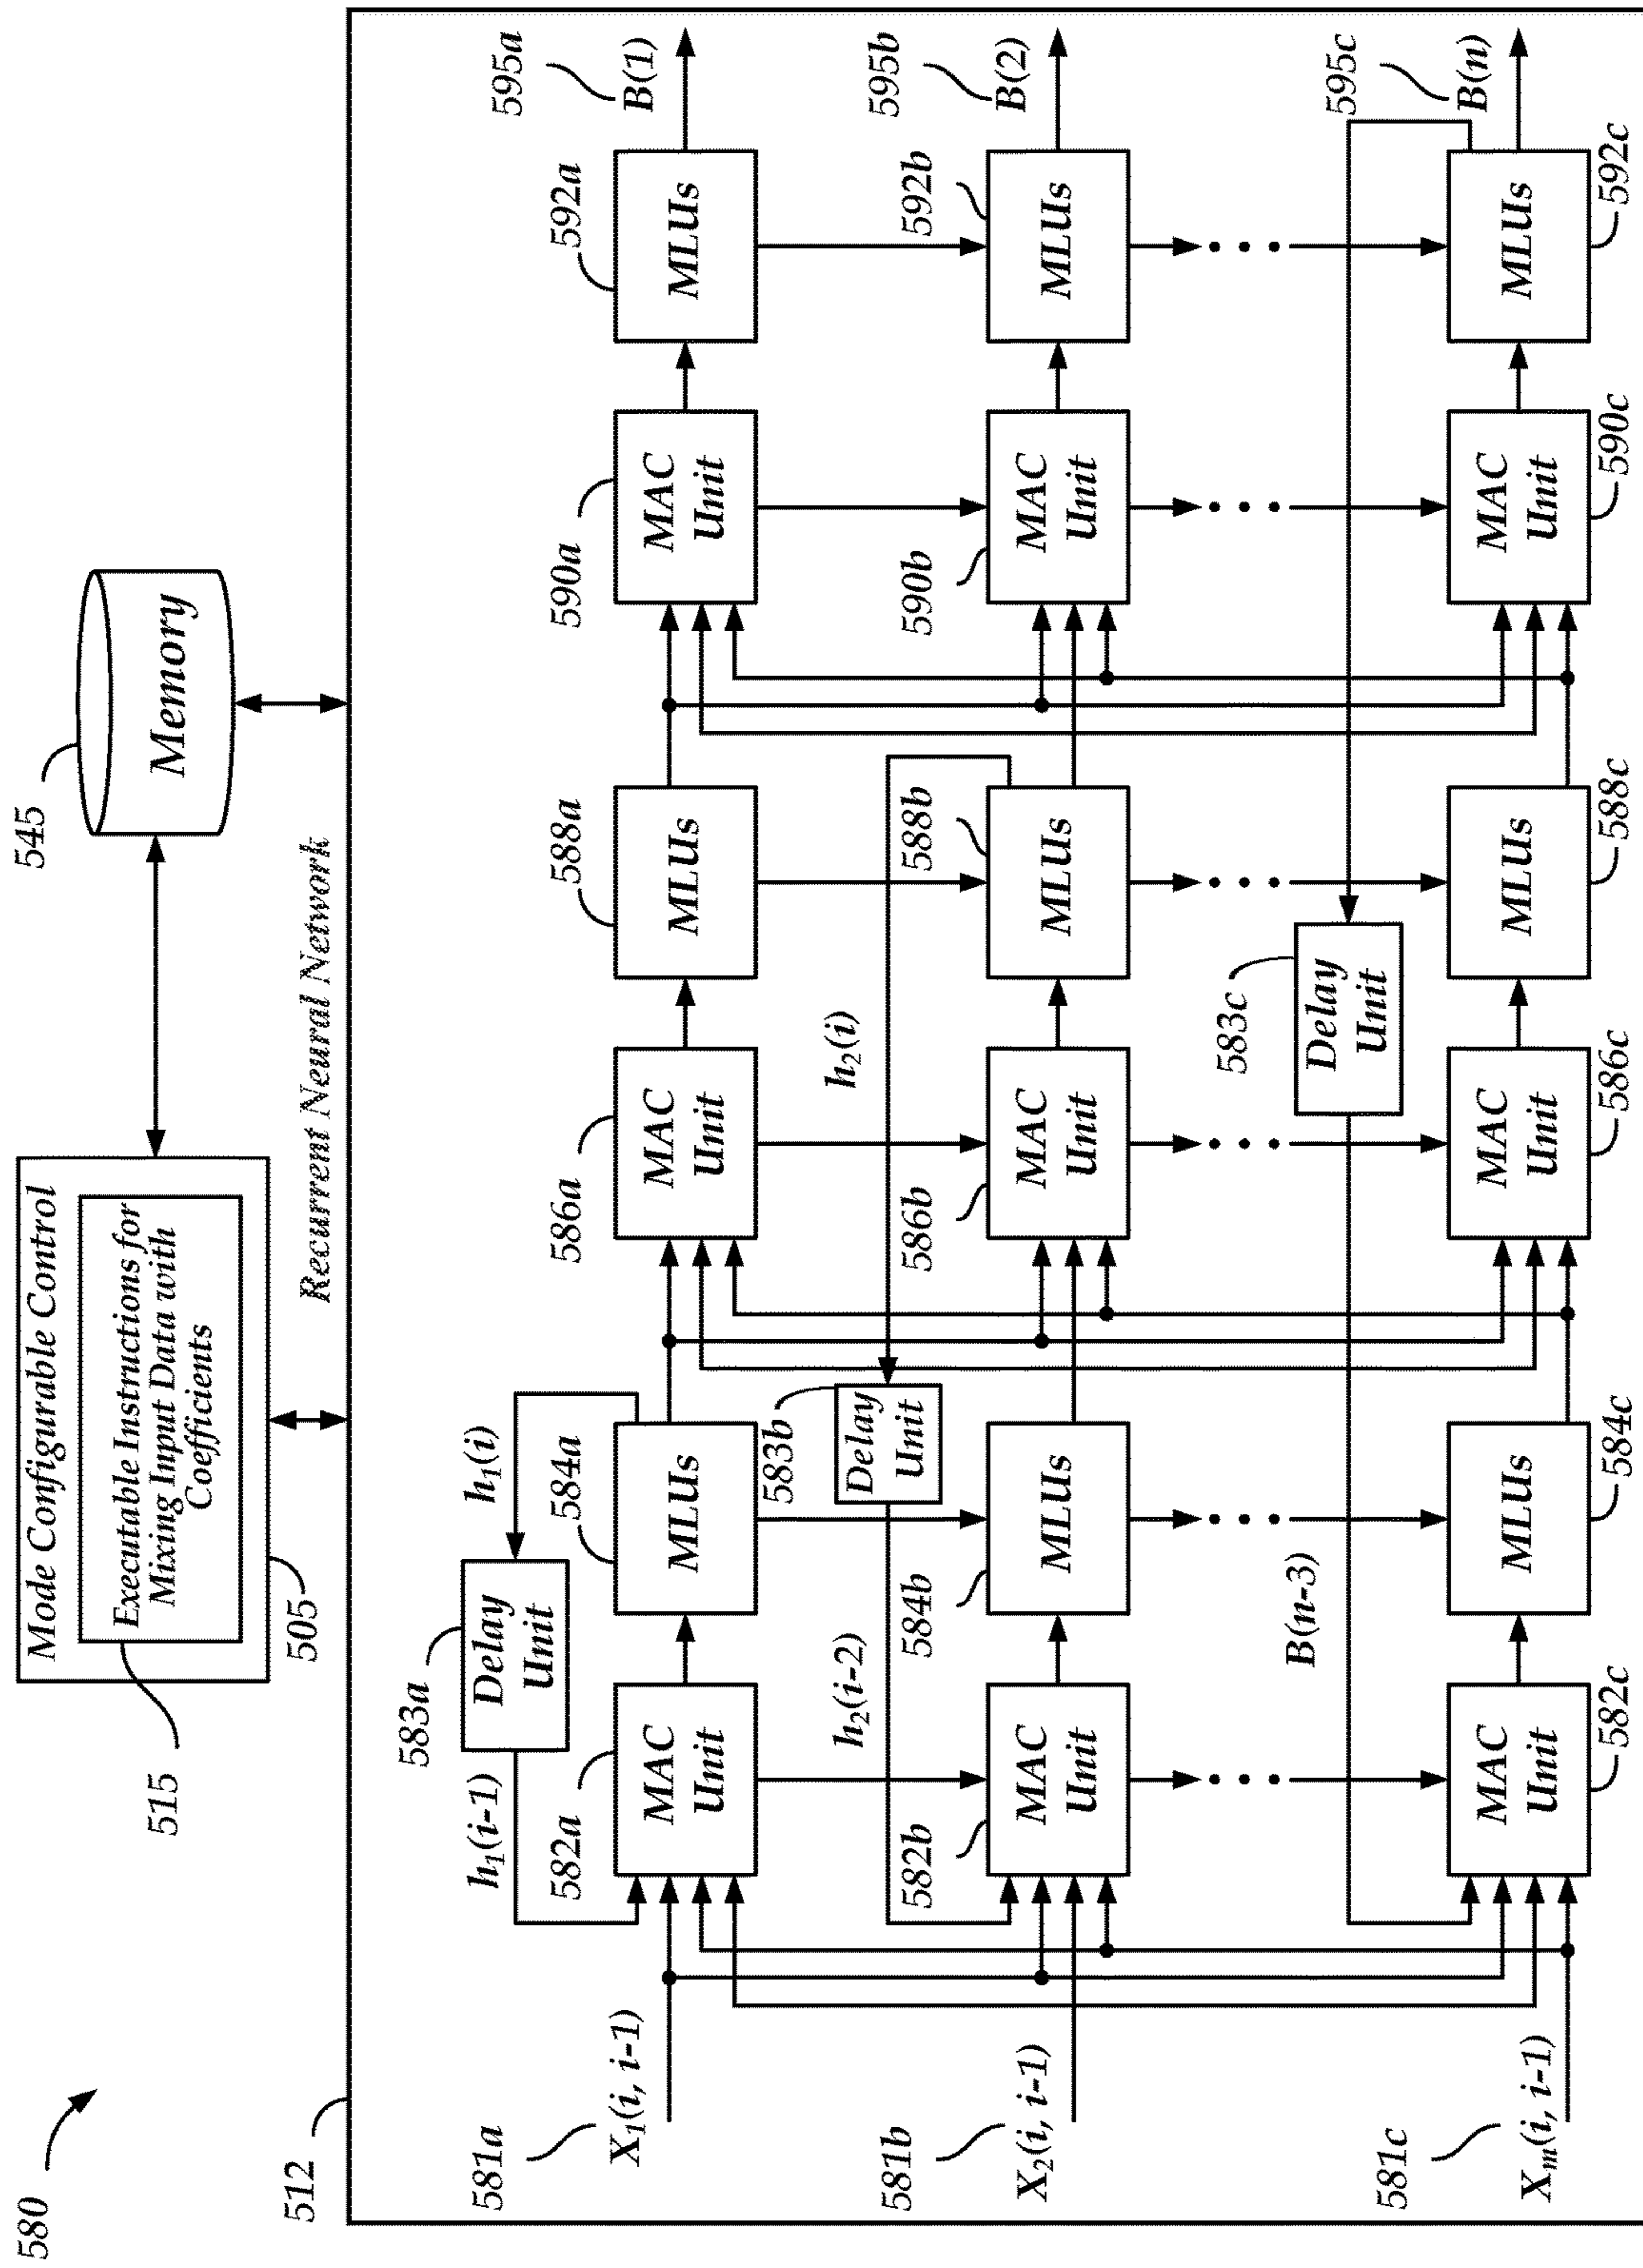 580
Mode Configurable Control
Executable Instructions for
Mixing Input Data with
Coefficients
515
505
545
Memory
512
Recurrent Neural Network
583a
Delay
Unit
h1(i-1)
h1(i)
581a
X1(i, i-1)
582a
MAC
Unit
584a
MLUs
586a
MAC
Unit
588a
MLUs
590a
MAC
Unit
592a
MLUs
595a
B(1)
h2(i-2)
583b
Delay
Unit
h2(i)
581b
X2(i, i-1)
582b
MAC
Unit
584b
MLUs
586b
MAC
Unit
588b
MLUs
590b
MAC
Unit
592b
MLUs
595b
B(2)
B(n-3)
583c
Delay
Unit
581c
Xm(i, i-1)
MAC
Unit
582c
MLUs
584c
MAC
Unit
586c
MLUs
588c
MAC
Unit
590c
MLUs
592c
595c
B(n)